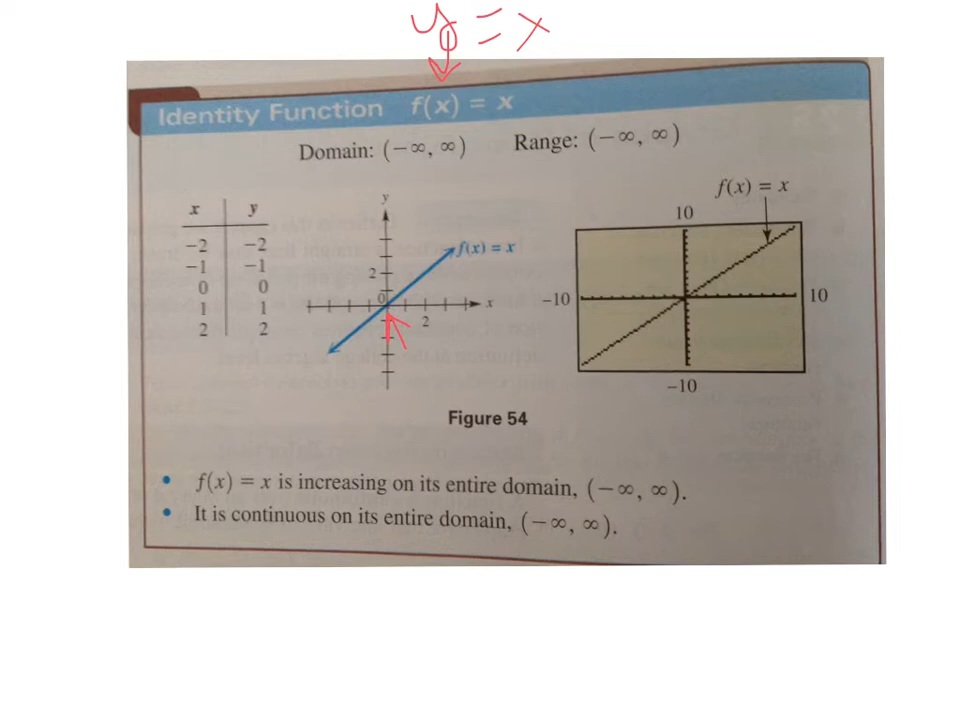 y = x
Identity Function f(x) = x
Domain: (−∞, ∞) Range: (−∞, ∞)
x y
−2 −2
−1 −1
0 0
1 1
2 2
y
f(x) = x
2
0
x
2
f(x) = x
10
−10
10
−10
Figure 54
• f(x) = x is increasing on its entire domain, (−∞, ∞).
• It is continuous on its entire domain, (−∞, ∞).